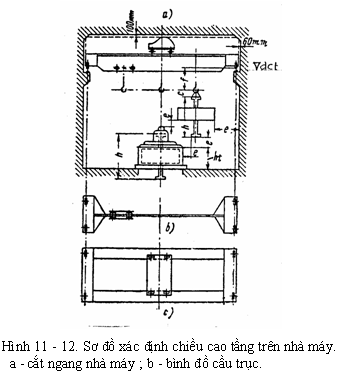 a)
100mm
60mm
∇dct
f
c
e
h
e
e
h
e
ht
b)
c)
Hình 11 - 12. Sơ đồ xác định chiều cao tầng trên nhà máy.
a - cắt ngang nhà máy ; b - bình đồ cầu trục.